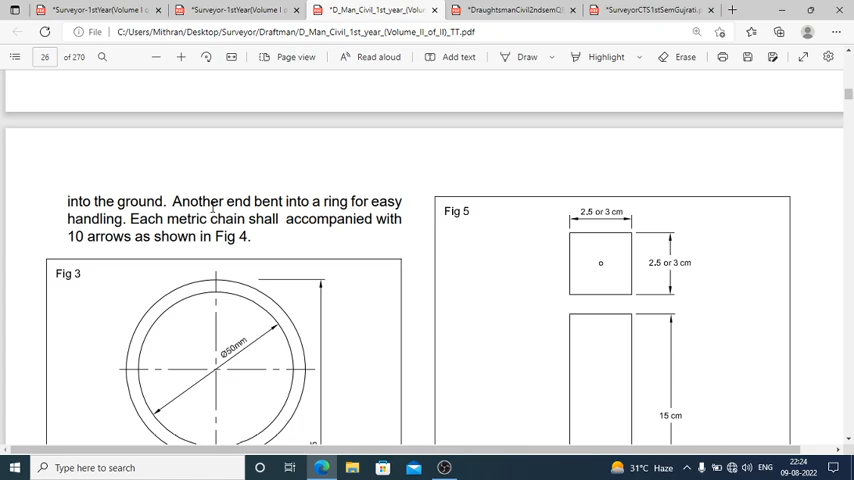 *Surveyor-1stYear(Volume I o
*Surveyor-1stYear(Volume I of
*D_Man_Civil_1st_year_(Volum
*DraughtsmanCivil2ndsemQ
*SurveyorCTS1stSemGujrati.p
File
C:/Users/Mithran/Desktop/Surveyor/Draftman/D_Man_Civil_1st_year_(Volume_II_of_II)_TT.pdf
26 of 270
Page view
Read aloud
Add text
Draw
Highlight
Erase
into the ground. Another end bent into a ring for easy
handling. Each metric chain shall accompanied with
10 arrows as shown in Fig 4.
Fig 3
Ø50mm
Fig 5
2.5 or 3 cm
2.5 or 3 cm
15 cm
Type here to search
31°C Haze
ENG
22:24
09-08-2022